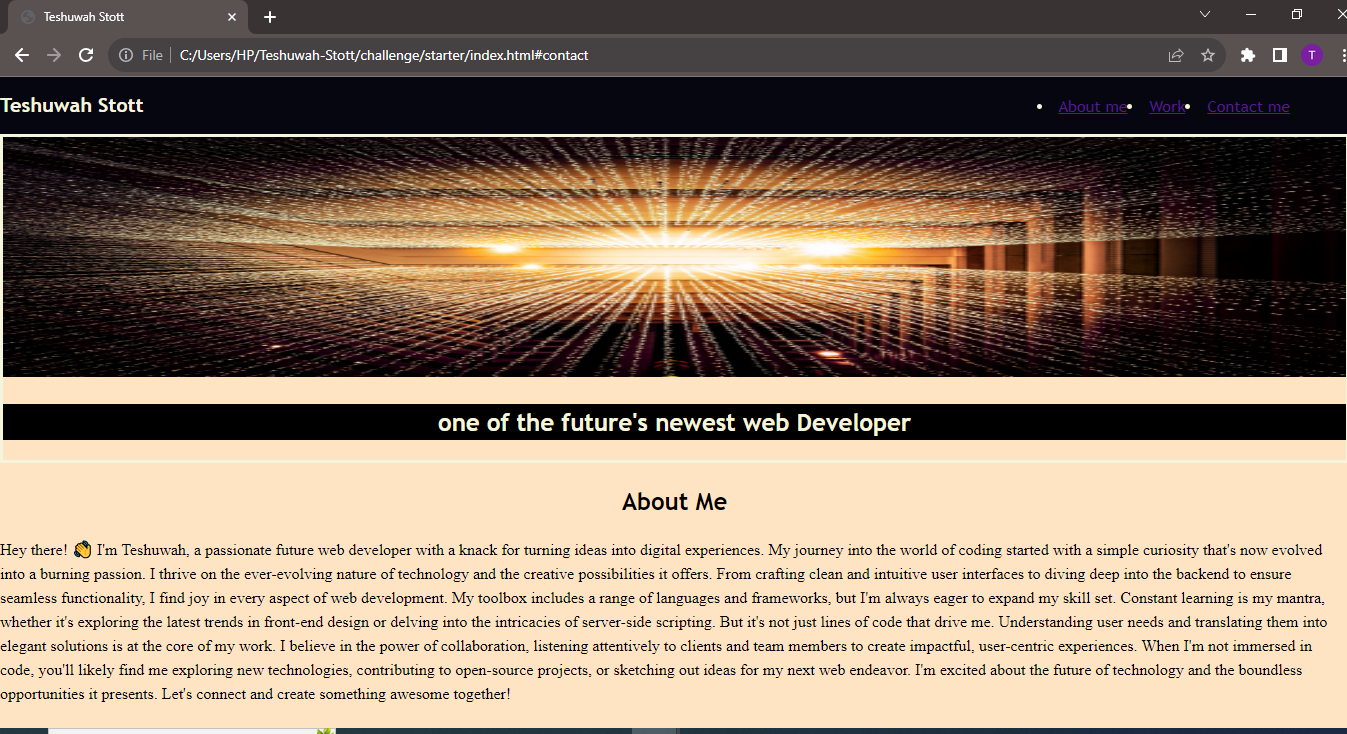 Teshuwah Stott
File
C:/Users/HP/Teshuwah-Stott/challenge/starter/index.html#contact
T
Teshuwah Stott
• About me • Work • Contact me
one of the future's newest web Developer
About Me
Hey there! 👏 I'm Teshuwah, a passionate future web developer with a knack for turning ideas into digital experiences. My journey into the world of coding started with a simple curiosity that's now evolved
into a burning passion. I thrive on the ever-evolving nature of technology and the creative possibilities it offers. From crafting clean and intuitive user interfaces to diving deep into the backend to ensure
seamless functionality, I find joy in every aspect of web development. My toolbox includes a range of languages and frameworks, but I'm always eager to expand my skill set. Constant learning is my mantra,
whether it's exploring the latest trends in front-end design or delving into the intricacies of server-side scripting. But it's not just lines of code that drive me. Understanding user needs and translating them into
elegant solutions is at the core of my work. I believe in the power of collaboration, listening attentively to clients and team members to create impactful, user-centric experiences. When I'm not immersed in
code, you'll likely find me exploring new technologies, contributing to open-source projects, or sketching out ideas for my next web endeavor. I'm excited about the future of technology and the boundless
opportunities it presents. Let's connect and create something awesome together!